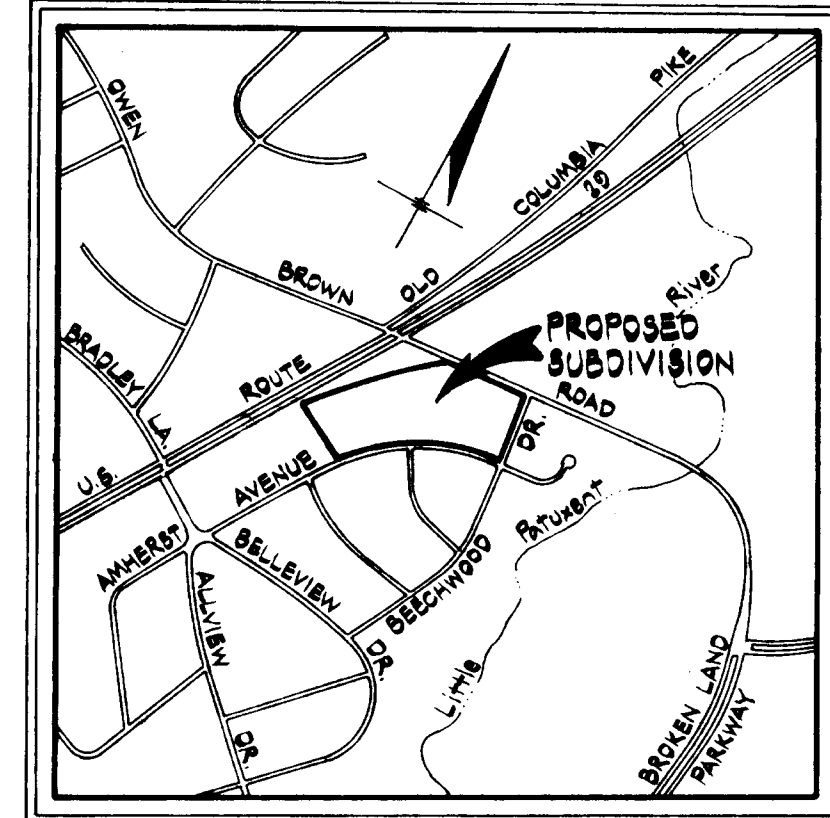 OWEN
BROWN
ROAD
OLD
COLUMBIA
PIKE
29
U.S.
ROUTE
BRADLEY
LA.
PROPOSED
SUBDIVISION
River
DR.
AVENUE
AMHERST
BELLEVIEW
DR.
BEECHWOOD
ALLVIEW
DR.
Patuxent
Little
BROKEN LAND
PARKWAY